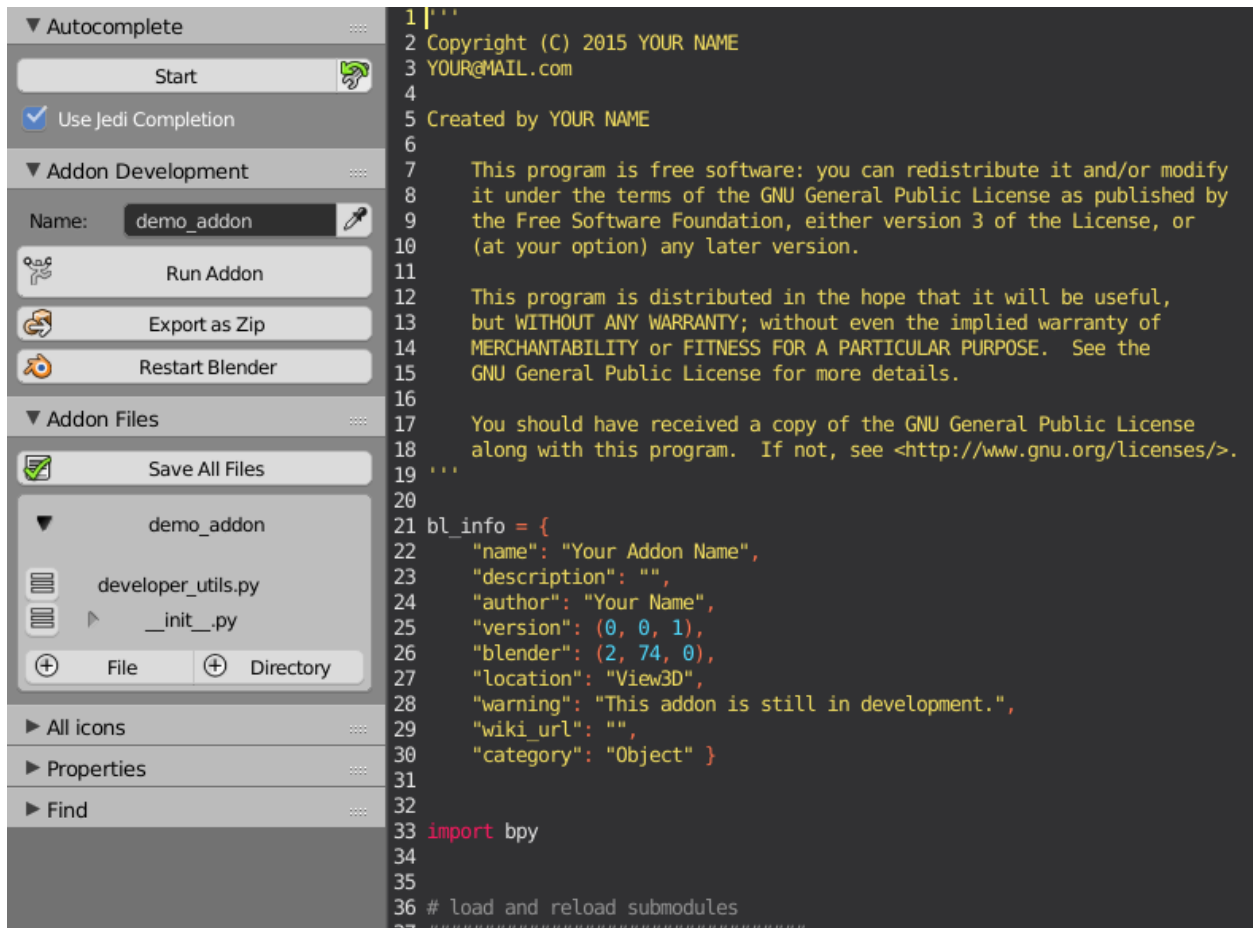 Autocomplete
Start
Use Jedi Completion
Addon Development
Name: demo_addon
Run Addon
Export as Zip
Restart Blender
Addon Files
Save All Files
demo_addon
developer_utils.py
__init__.py
File Directory
All icons
Properties
Find
1 '''
2 Copyright (C) 2015 YOUR NAME
3 YOUR@MAIL.com
4
5 Created by YOUR NAME
6
7     This program is free software: you can redistribute it and/or modify
8     it under the terms of the GNU General Public License as published by
9     the Free Software Foundation, either version 3 of the License, or
10     (at your option) any later version.
11
12     This program is distributed in the hope that it will be useful,
13     but WITHOUT ANY WARRANTY; without even the implied warranty of
14     MERCHANTABILITY or FITNESS FOR A PARTICULAR PURPOSE.  See the
15     GNU General Public License for more details.
16
17     You should have received a copy of the GNU General Public License
18     along with this program.  If not, see <http://www.gnu.org/licenses/>.
19 '''
20
21 bl_info = {
22     "name": "Your Addon Name",
23     "description": "",
24     "author": "Your Name",
25     "version": (0, 0, 1),
26     "blender": (2, 74, 0),
27     "location": "View3D",
28     "warning": "This addon is still in development.",
29     "wiki_url": "",
30     "category": "Object" }
31
32
33 import bpy
34
35
36 # load and reload submodules